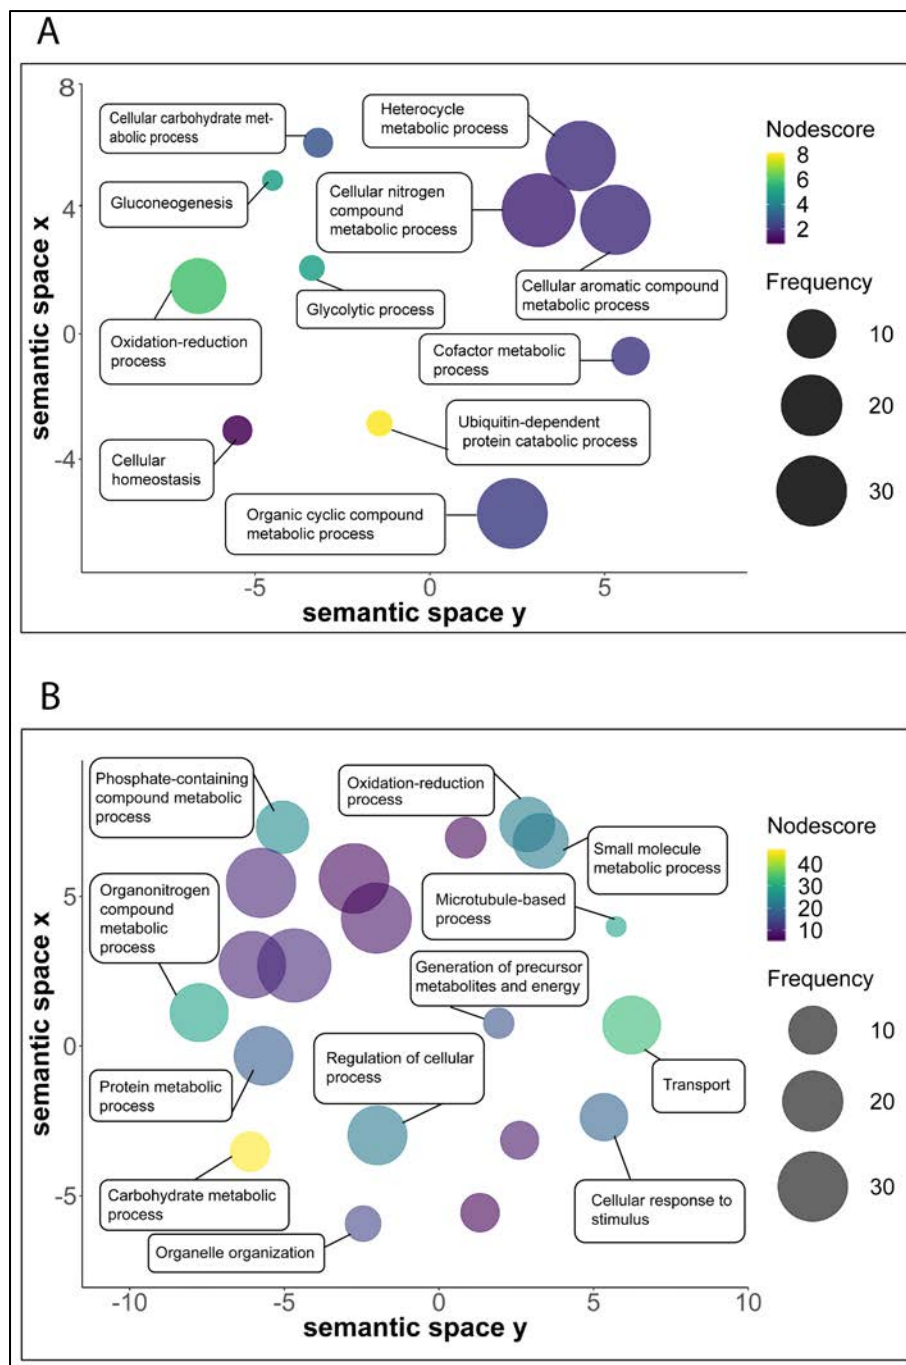 A
8
4
0
-4
semantic space x
-5
0
5
semantic space y
Cellular carbohydrate met-
abolic process
Heterocycle
metabolic process
Gluconeogenesis
Cellular nitrogen
compound
metabolic process
Glycolytic process
Cellular aromatic compound
metabolic process
Oxidation-reduction
process
Cofactor metabolic
process
Ubiquitin-dependent
protein catabolic process
Cellular
homeostasis
Organic cyclic compound
metabolic process
Nodescore
8
6
4
2
Frequency
10
20
30
B
5
0
-5
semantic space x
-10
-5
0
5
10
semantic space y
Phosphate-containing
compound metabolic
process
Oxidation-reduction
process
Small molecule
metabolic process
Organonitrogen
compound
metabolic
process
Microtubule-based
process
Generation of precursor
metabolites and energy
Regulation of cellular
process
Protein metabolic
process
Transport
Carbohydrate metabolic
process
Cellular response to
stimulus
Organelle organization
Nodescore
40
30
20
10
Frequency
10
20
30